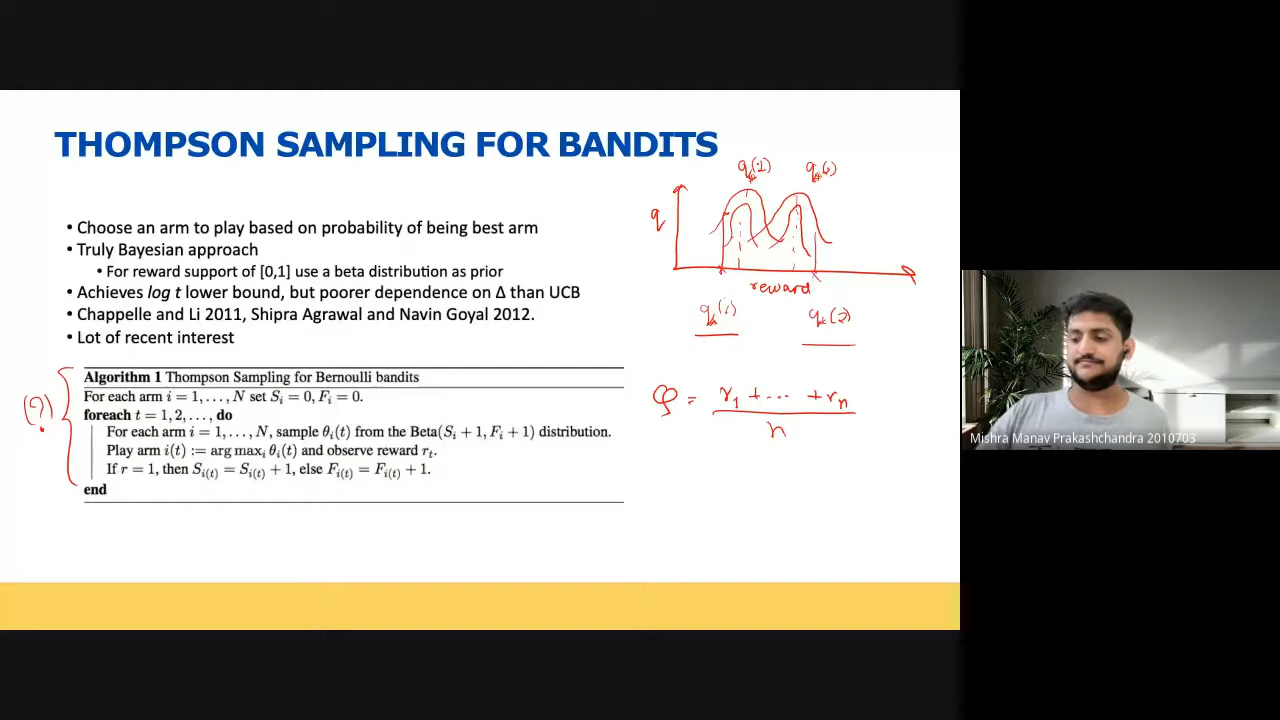 THOMPSON SAMPLING FOR BANDITS
• Choose an arm to play based on probability of being best arm
• Truly Bayesian approach
• For reward support of [0,1] use a beta distribution as prior
• Achieves log t lower bound, but poorer dependence on Δ than UCB
• Chappelle and Li 2011, Shipra Agrawal and Navin Goyal 2012.
• Lot of recent interest
Algorithm 1 Thompson Sampling for Bernoulli bandits
For each arm i = 1, . . . , N set S_i = 0, F_i = 0.
foreach t = 1, 2, . . . , do
For each arm i = 1, . . . , N, sample θ_i(t) from the Beta(S_i + 1, F_i + 1) distribution.
Play arm i(t) := arg max_i θ_i(t) and observe reward r_t.
If r = 1, then S_i(t) = S_i(t) + 1, else F_i(t) = F_i(t) + 1.
end
(?)
q
reward
= r_1 + ... + r_n
n
Mishra Manav Prakashchandra 2010703